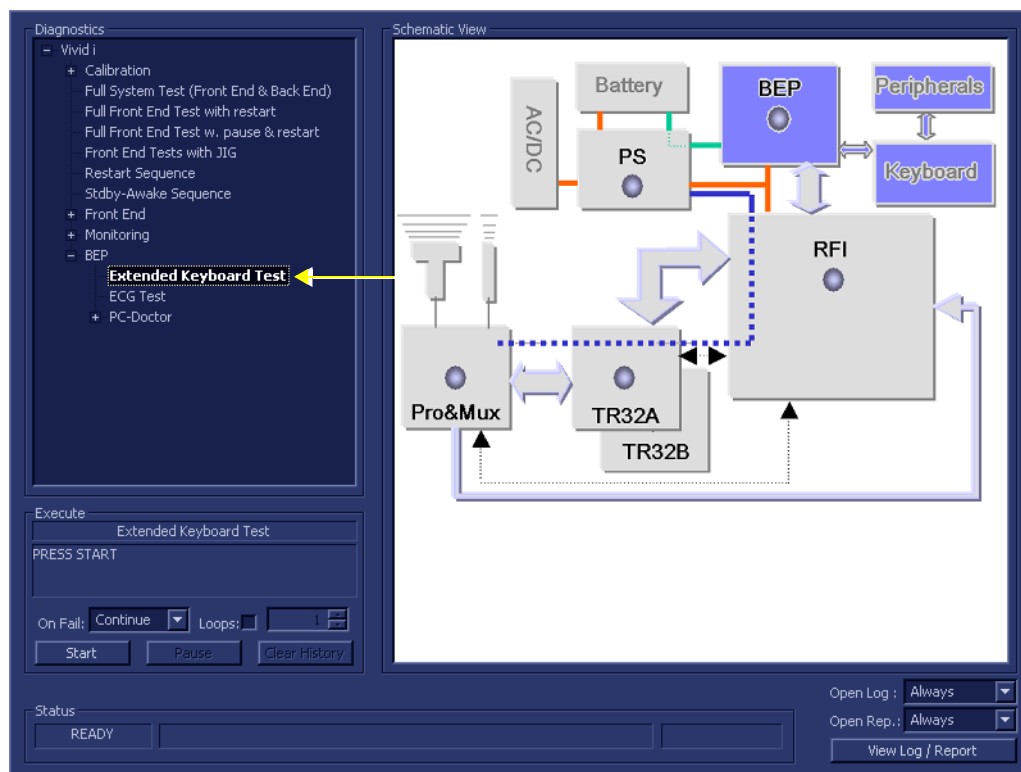 Diagnostics
Vivid i
Calibration
Full System Test (Front End & Back End)
Full Front End Test with restart
Full Front End Test w. pause & restart
Front End Tests with JIG
Restart Sequence
Stdby-Awake Sequence
Front End
Monitoring
BEP
Extended Keyboard Test
ECG Test
PC-Doctor
Execute
Extended Keyboard Test
PRESS START
On Fail: Continue Loops: 1
Start Pause Clear History
Schematic View
Battery
BEP
Peripherals
AC/DC
PS
Keyboard
RFI
Pro&Mux
TR32A
TR32B
Status
READY
Open Log : Always
Open Rep.: Always
View Log / Report